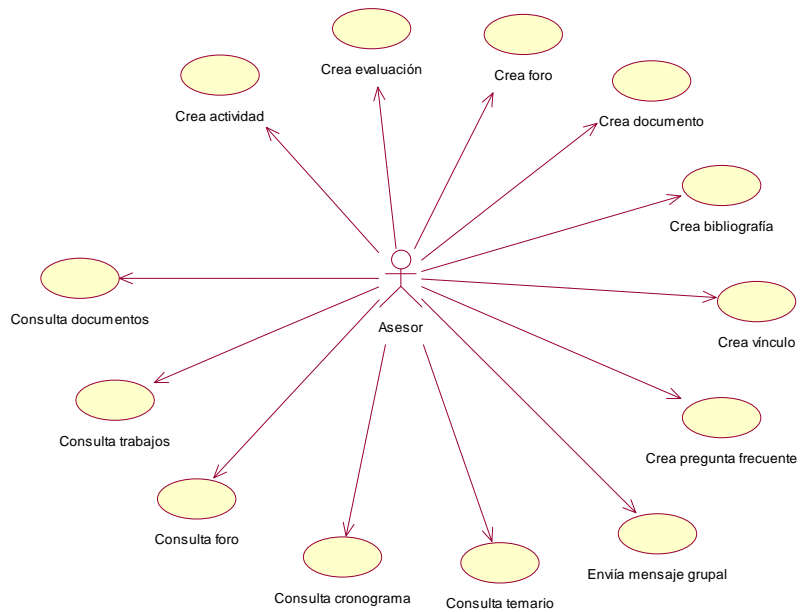 Crea evaluación
Crea foro
Crea actividad
Crea documento
Crea bibliografía
Consulta documentos
Asesor
Crea vínculo
Consulta trabajos
Crea pregunta frecuente
Consulta foro
Envíía mensaje grupal
Consulta cronograma
Consulta temario